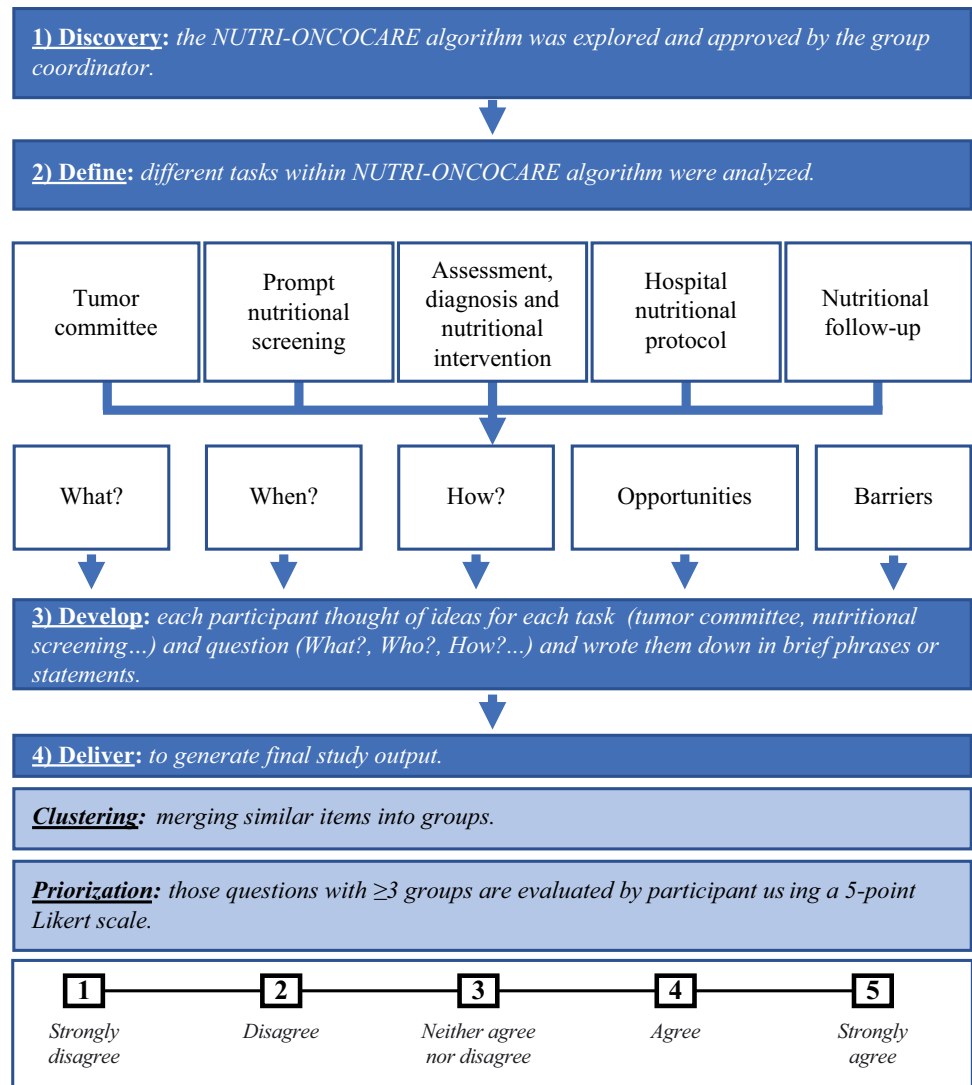 1) Discovery: the NUTRI-ONCOCARE algorithm was explored and approved by the group
coordinator.
2) Define: different tasks within NUTRI-ONCOCARE algorithm were analyzed.
Tumor
committee
Prompt
nutritional
screening
Assessment,
diagnosis and
nutritional
intervention
Hospital
nutritional
protocol
Nutritional
follow-up
What?
When?
How?
Opportunities
Barriers
3) Develop: each participant thought of ideas for each task (tumor committee, nutritional
screening...) and question (What?, Who?, How?...) and wrote them down in brief phrases or
statements.
4) Deliver: to generate final study output.
Clustering: merging similar items into groups.
Priorization: those questions with ≥3 groups are evaluated by participant us ing a 5-point
Likert scale.
1
2
3
4
5
Strongly
disagree
Disagree
Neither agree
nor disagree
Agree
Strongly
agree